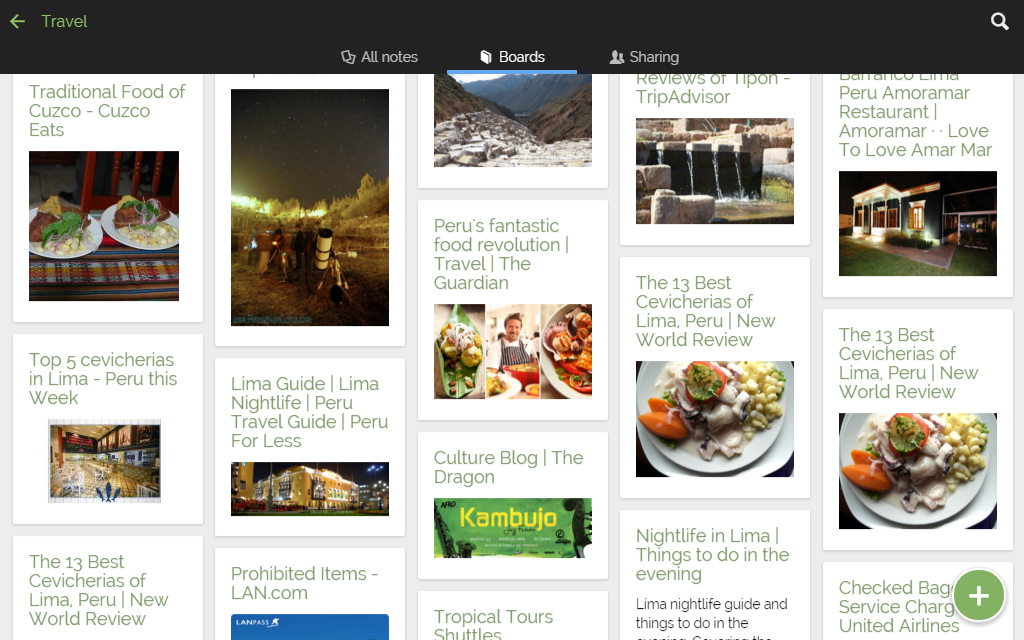 Travel
All notes
Boards
Sharing
Traditional Food of
Cuzco - Cuzco
Eats
Top 5 cevicherias
in Lima - Peru this
Week
The 13 Best
Cevicherias of
Lima, Peru | New
World Review
Lima Guide | Lima
Nightlife | Peru
Travel Guide | Peru
For Less
Prohibited Items -
LAN.com
LANPASS
Peru's fantastic
food revolution |
Travel | The
Guardian
Culture Blog | The
Dragon
AFRO
Kambujo
Tropical Tours
Shuttles
Reviews of Tipon -
TripAdvisor
The 13 Best
Cevicherias of
Lima, Peru | New
World Review
Nightlife in Lima |
Things to do in the
evening
Lima nightlife guide and
things to do in the
evening. Covering the
Barranco Lima
Peru Amoramar
Restaurant |
Amoramar · · Love
To Love Amar Mar
The 13 Best
Cevicherias of
Lima, Peru | New
World Review
Checked
Service
United Airlines